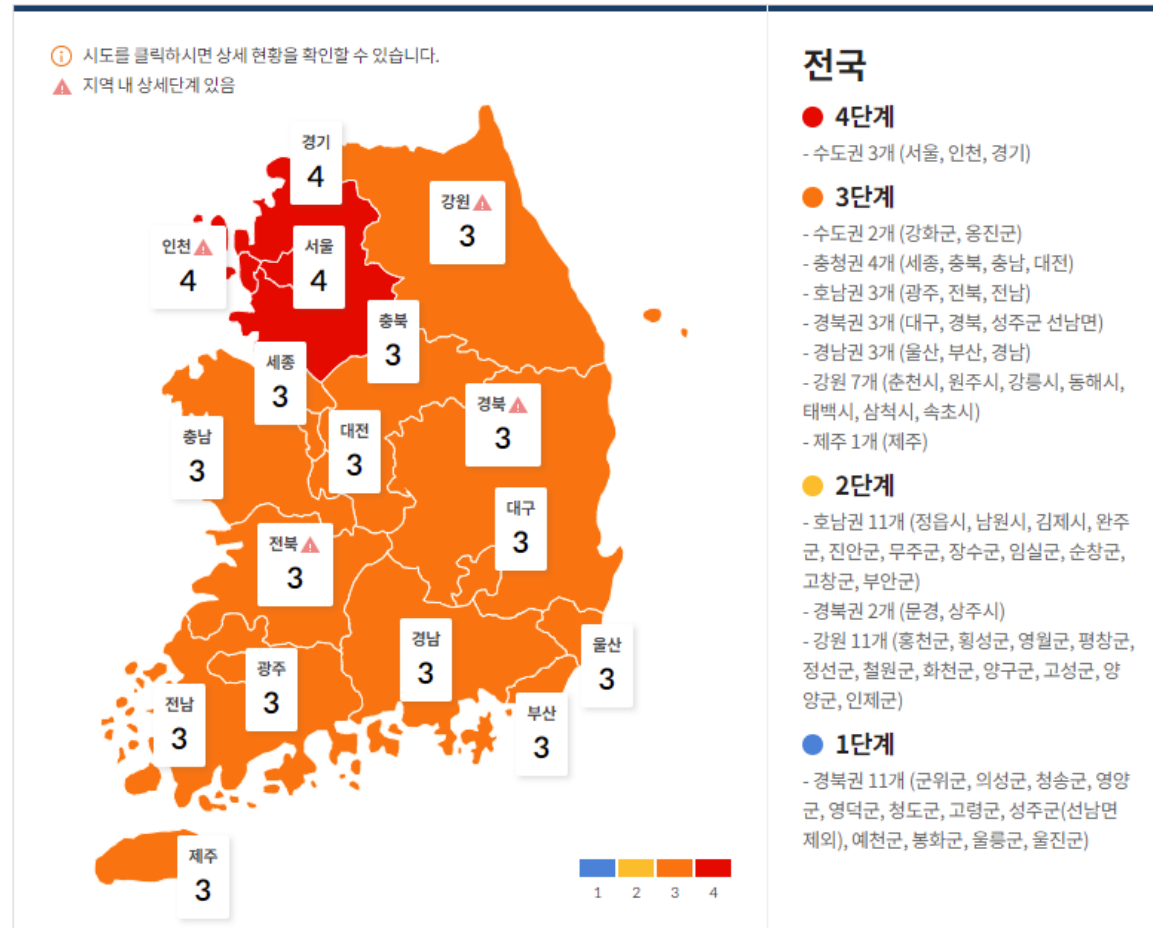 시도를 클릭하시면 상세 현황을 확인할 수 있습니다.
지역 내 상세단계 있음
경기
4
강원
3
인천
4
서울
4
충북
3
세종
3
경북
3
충남
3
대전
3
대구
3
전북
3
경남
3
울산
3
광주
3
전남
3
부산
3
제주
3
1 2 3 4
전국
4단계
- 수도권 3개 (서울, 인천, 경기)
3단계
- 수도권 2개 (강화군, 옹진군)
- 충청권 4개 (세종, 충북, 충남, 대전)
- 호남권 3개 (광주, 전북, 전남)
- 경북권 3개 (대구, 경북, 성주군 선남면)
- 경남권 3개 (울산, 부산, 경남)
- 강원 7개 (춘천시, 원주시, 강릉시, 동해시,
태백시, 삼척시, 속초시)
- 제주 1개 (제주)
2단계
- 호남권 11개 (정읍시, 남원시, 김제시, 완주
군, 진안군, 무주군, 장수군, 임실군, 순창군,
고창군, 부안군)
- 경북권 2개 (문경, 상주시)
- 강원 11개 (홍천군, 횡성군, 영월군, 평창군,
정선군, 철원군, 화천군, 양구군, 고성군, 양
양군, 인제군)
1단계
- 경북권 11개 (군위군, 의성군, 청송군, 영양
군, 영덕군, 청도군, 고령군, 성주군(선남면
제외), 예천군, 봉화군, 울릉군, 울진군)